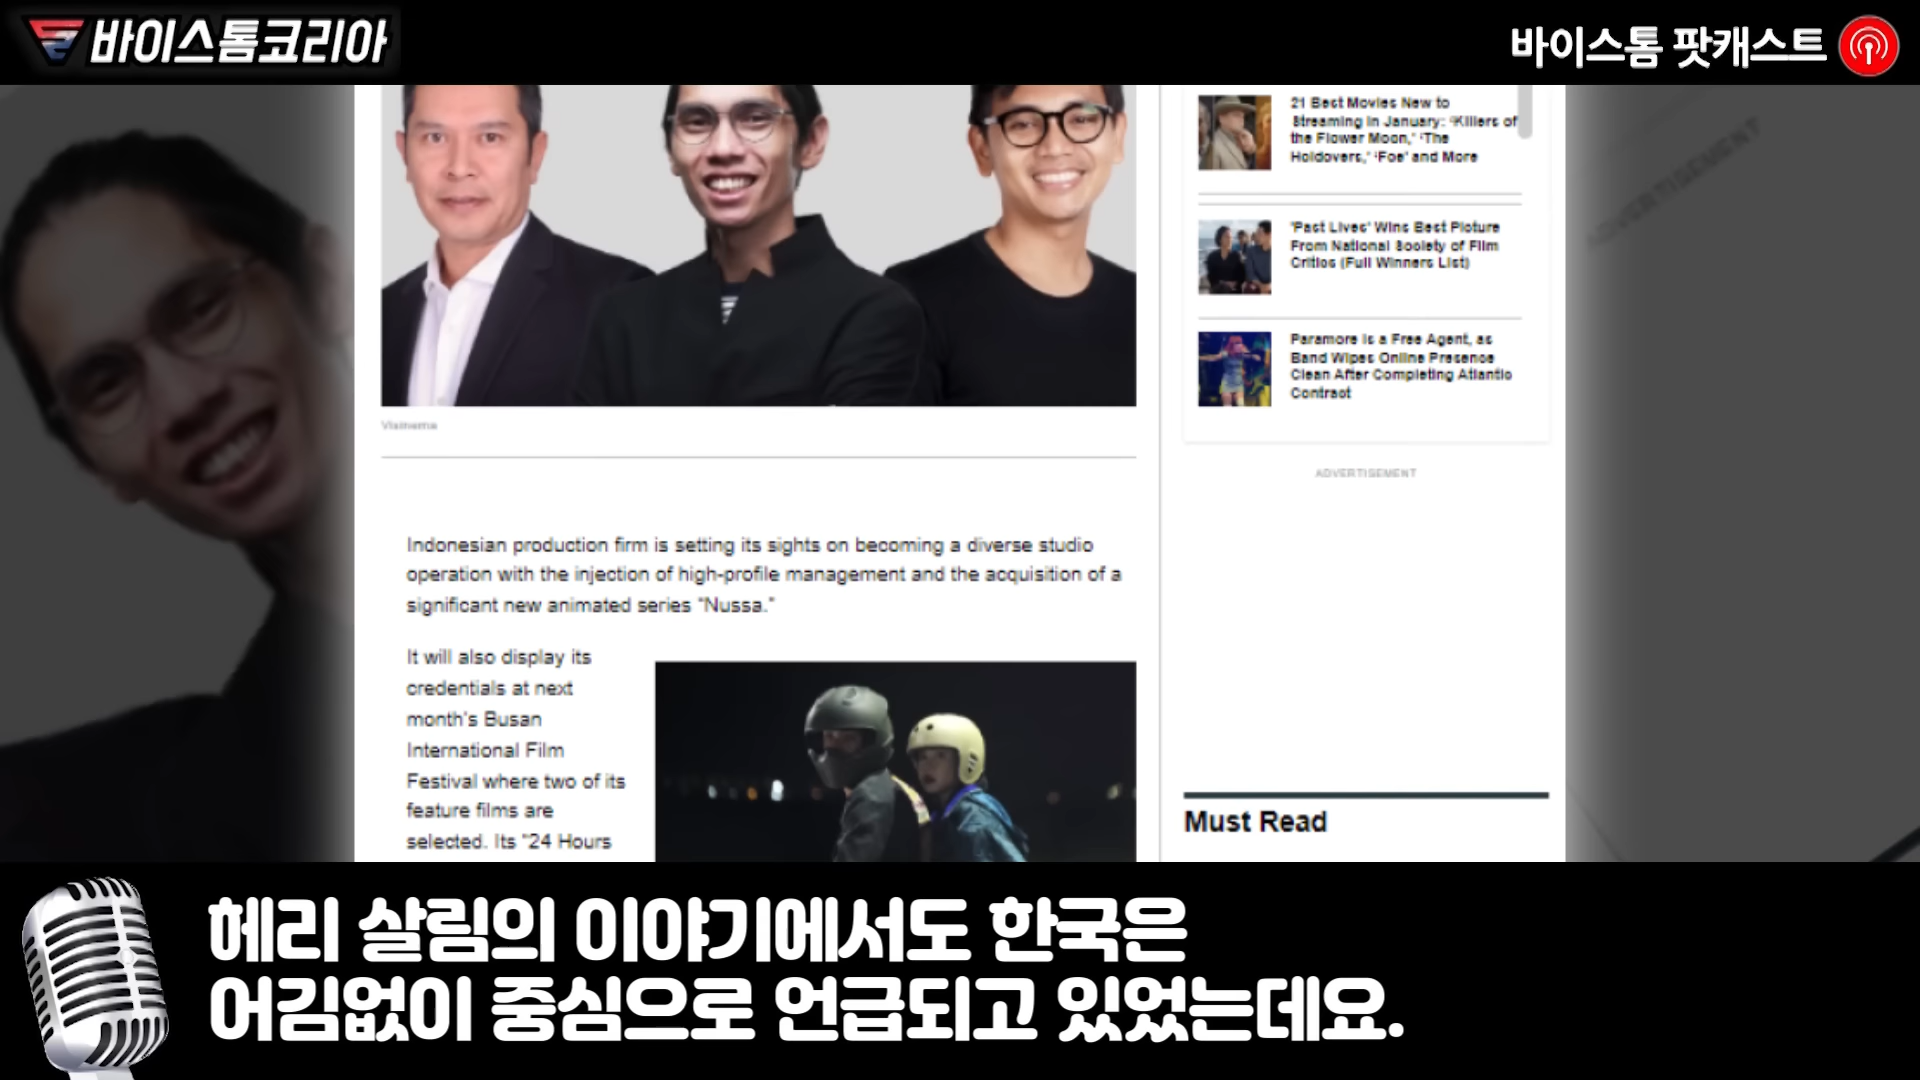 바이스톰코리아
바이스톰 팟캐스트
21 Best Movies New to
Streaming in January: ‘Killers of
the Flower Moon,’ ‘The
Holdovers,’ ‘Foe’ and More
‘Past Lives’ Wins Best Picture
From National Society of Film
Critics (Full Winners List)
Paramore Is a Free Agent, as
Band Wipes Online Presence
Clean After Completing Atlantic
Contract
ADVERTISEMENT
Must Read
Visinema
Indonesian production firm is setting its sights on becoming a diverse studio
operation with the injection of high-profile management and the acquisition of a
significant new animated series “Nussa.”
It will also display its
credentials at next
month’s Busan
International Film
Festival where two of its
feature films are
selected. Its “24 Hours
ADVERTISEMENT
헤리 살림의 이야기에서도 한국은
어김없이 중심으로 언급되고 있었는데요.